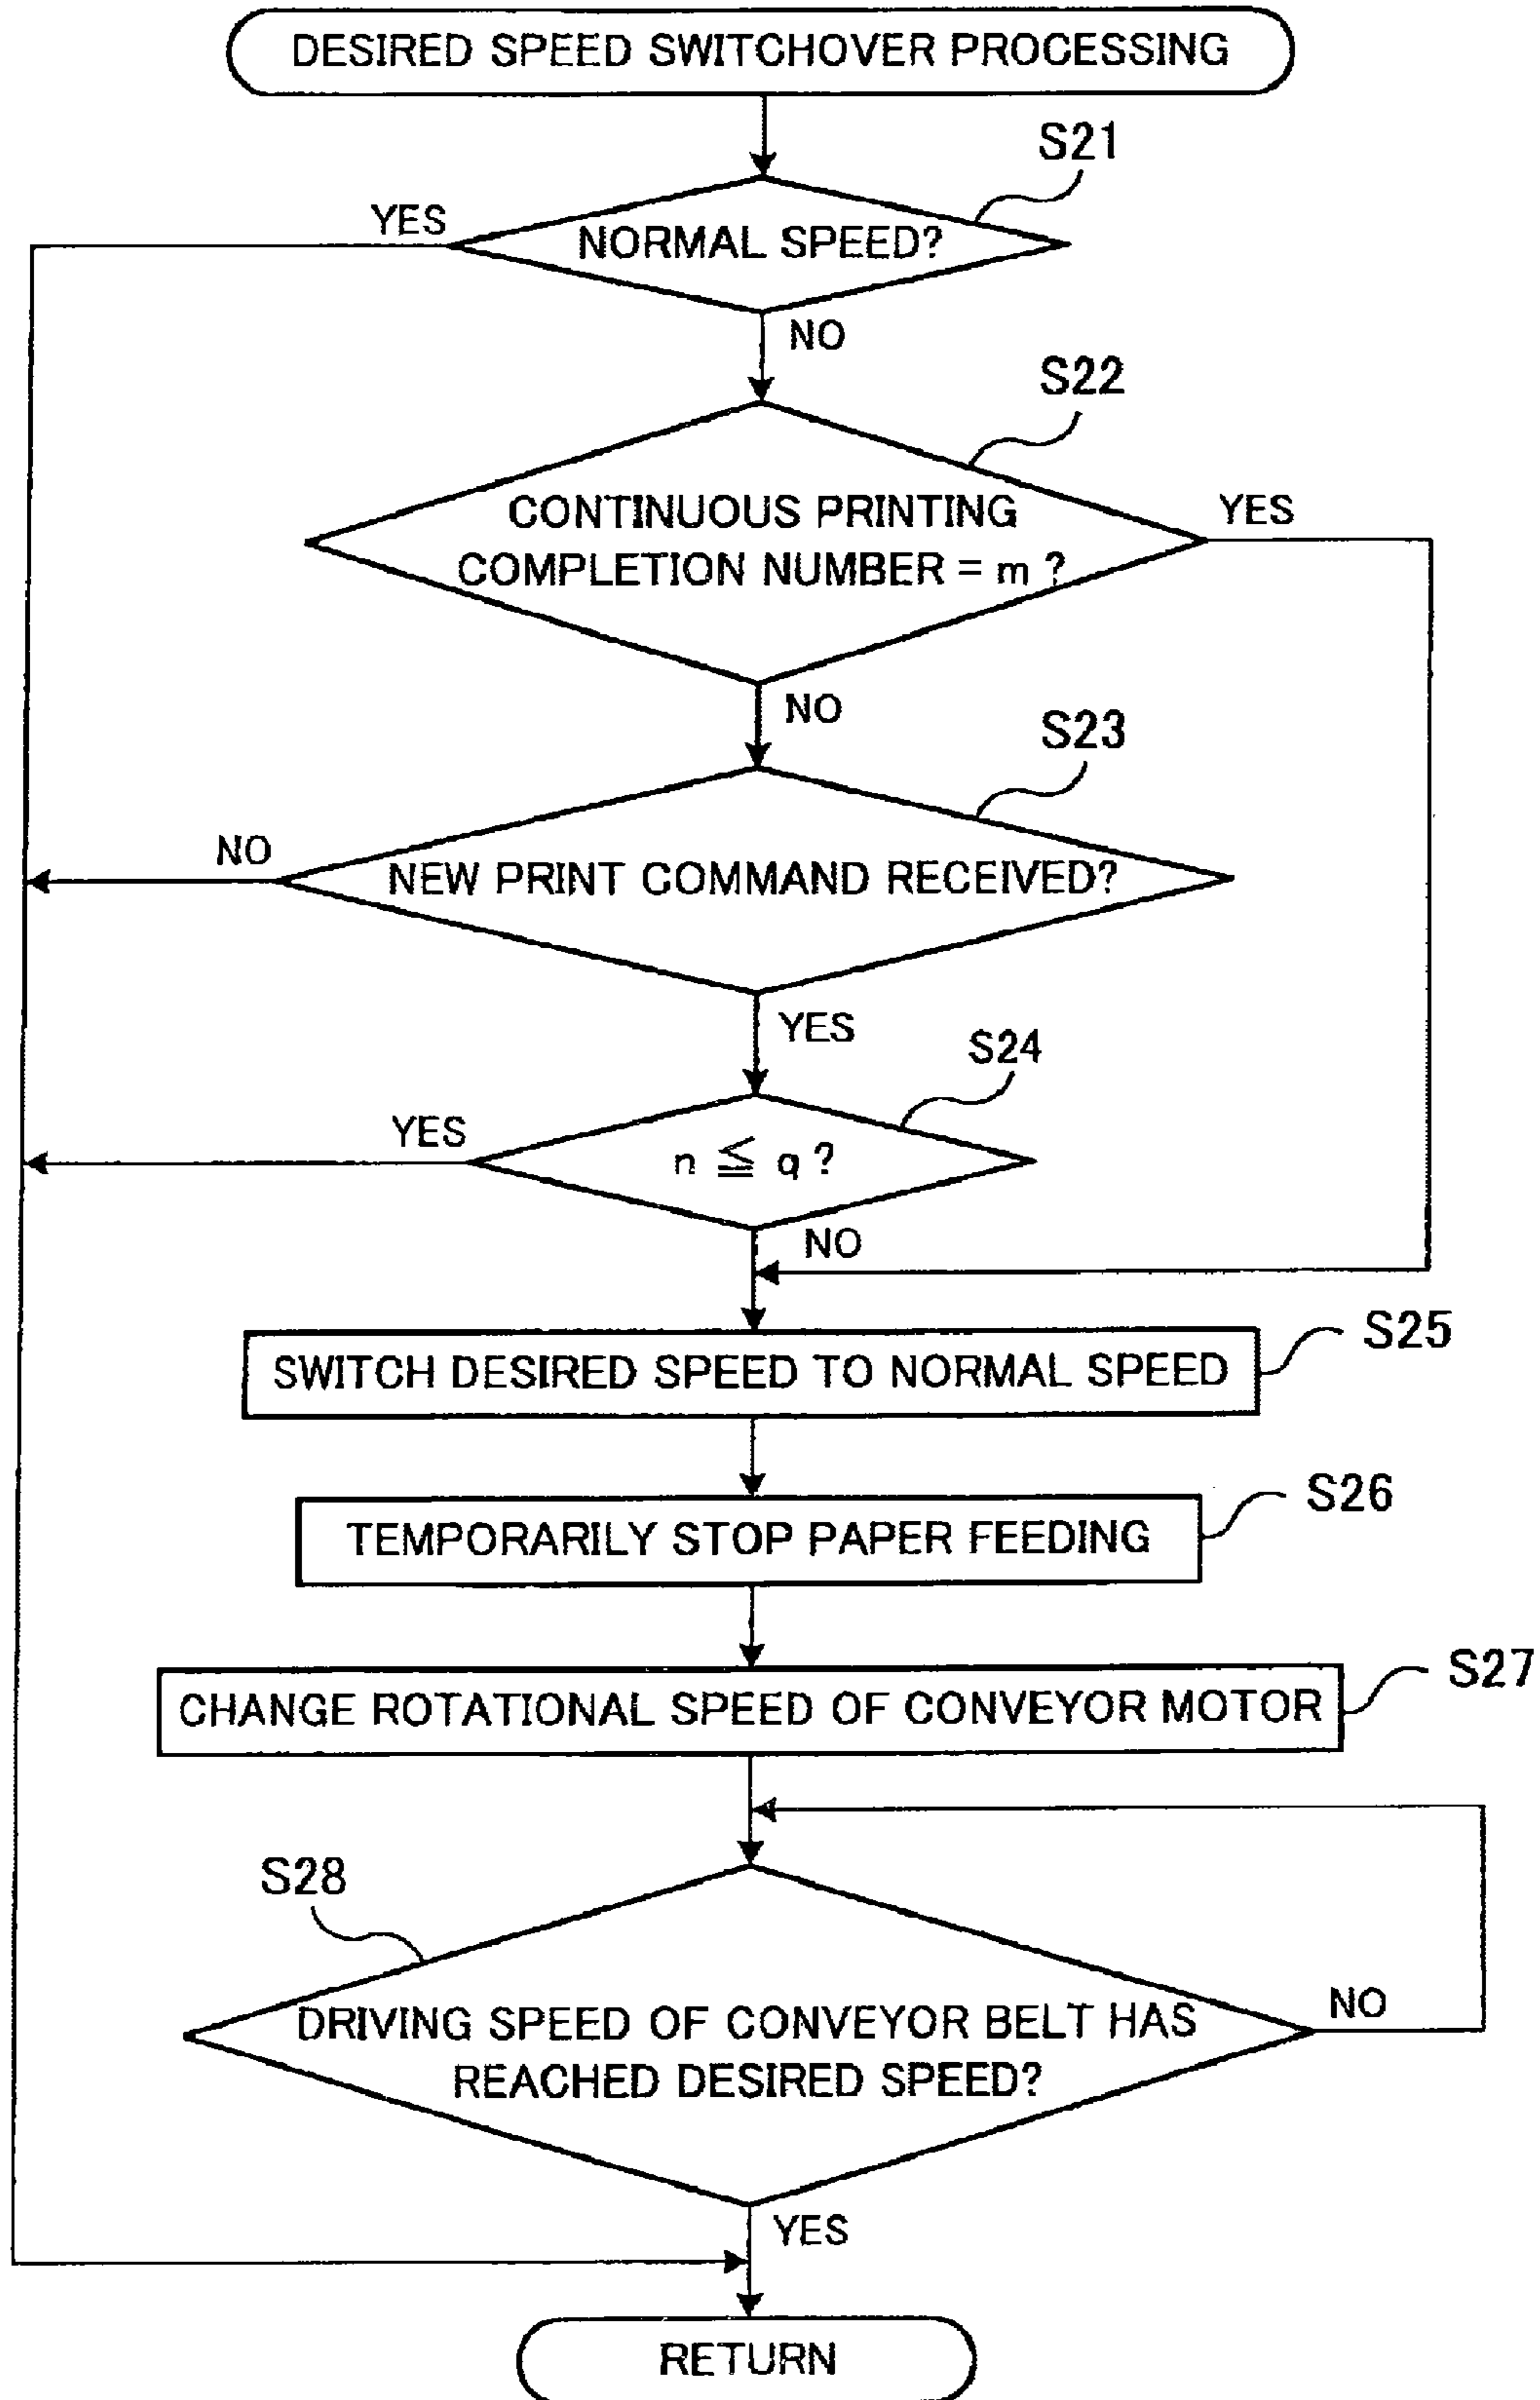 DESIRED SPEED SWITCHOVER PROCESSING
S21
YES
NORMAL SPEED?
NO
S22
CONTINUOUS PRINTING
COMPLETION NUMBER = m ?
YES
NO
S23
NO
NEW PRINT COMMAND RECEIVED?
YES
S24
YES
n ≦ q ?
NO
S25
SWITCH DESIRED SPEED TO NORMAL SPEED
S26
TEMPORARILY STOP PAPER FEEDING
S27
CHANGE ROTATIONAL SPEED OF CONVEYOR MOTOR
S28
DRIVING SPEED OF CONVEYOR BELT HAS
REACHED DESIRED SPEED?
NO
YES
RETURN